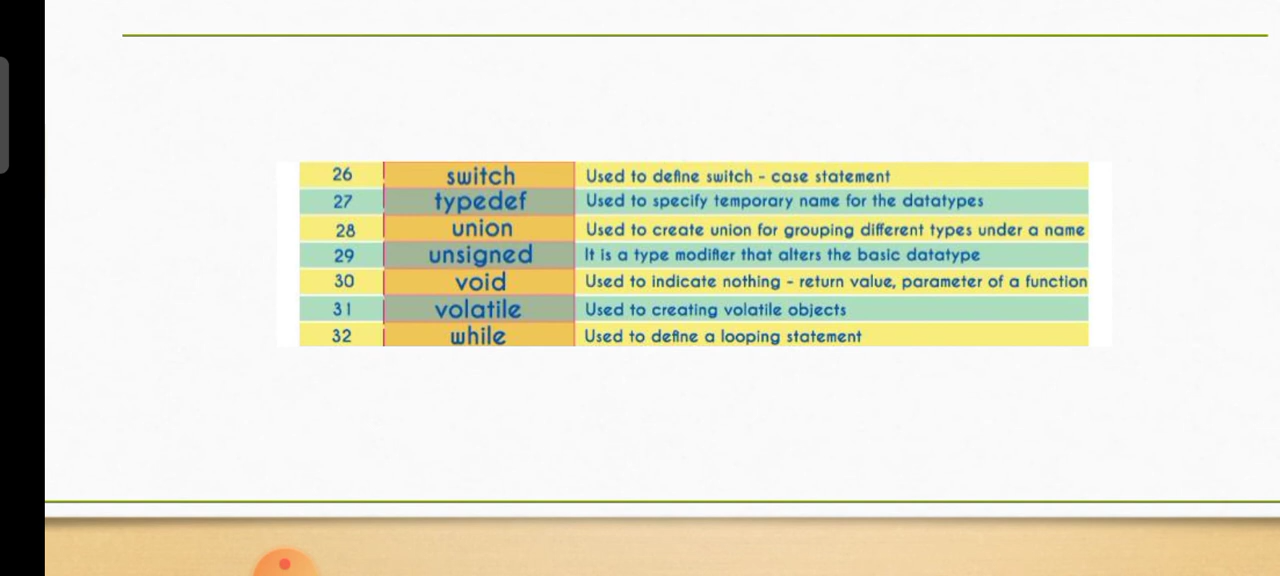 26 switch Used to define switch - case statement
27 typedef Used to specify temporary name for the datatypes
28 union Used to create union for grouping different types under a name
29 unsigned It is a type modifier that alters the basic datatype
30 void Used to indicate nothing - return value, parameter of a function
31 volatile Used to creating volatile objects
32 while Used to define a looping statement